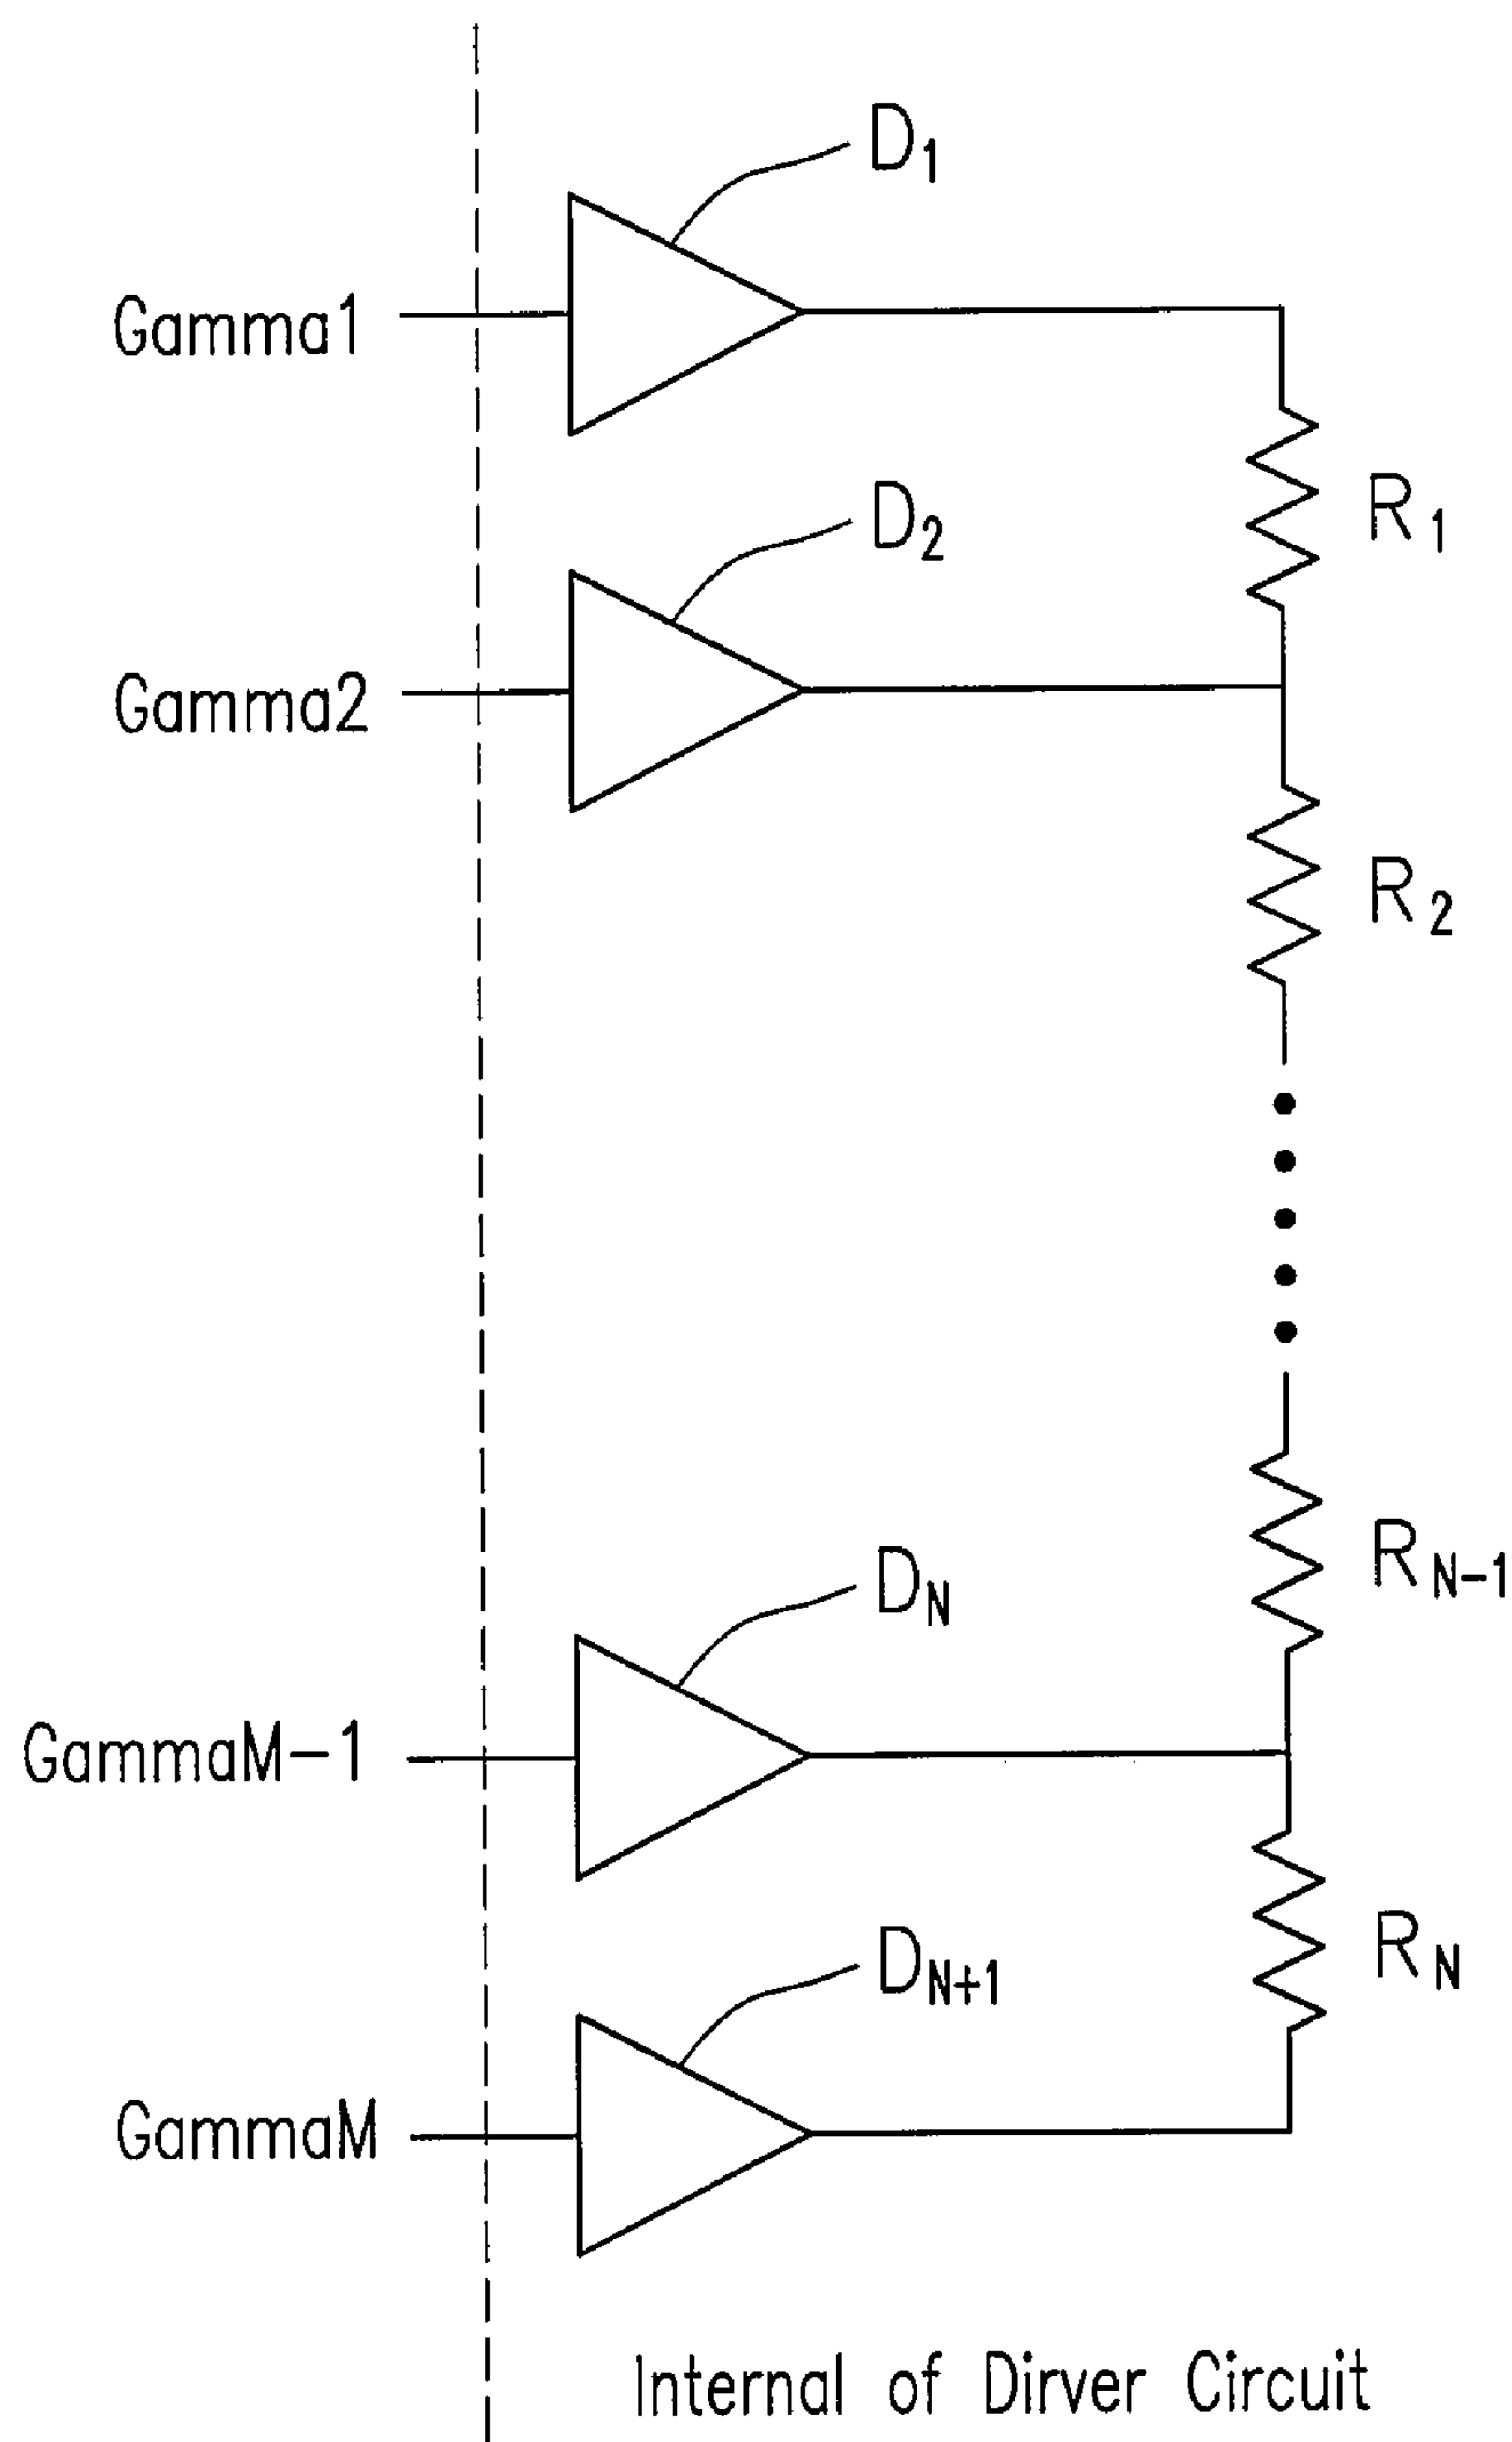 D1
Gamma1
R1
D2
Gamma2
R2
DN
RN-1
GammaM-1
DN+1
RN
GammaM
Internal of Dirver Circuit